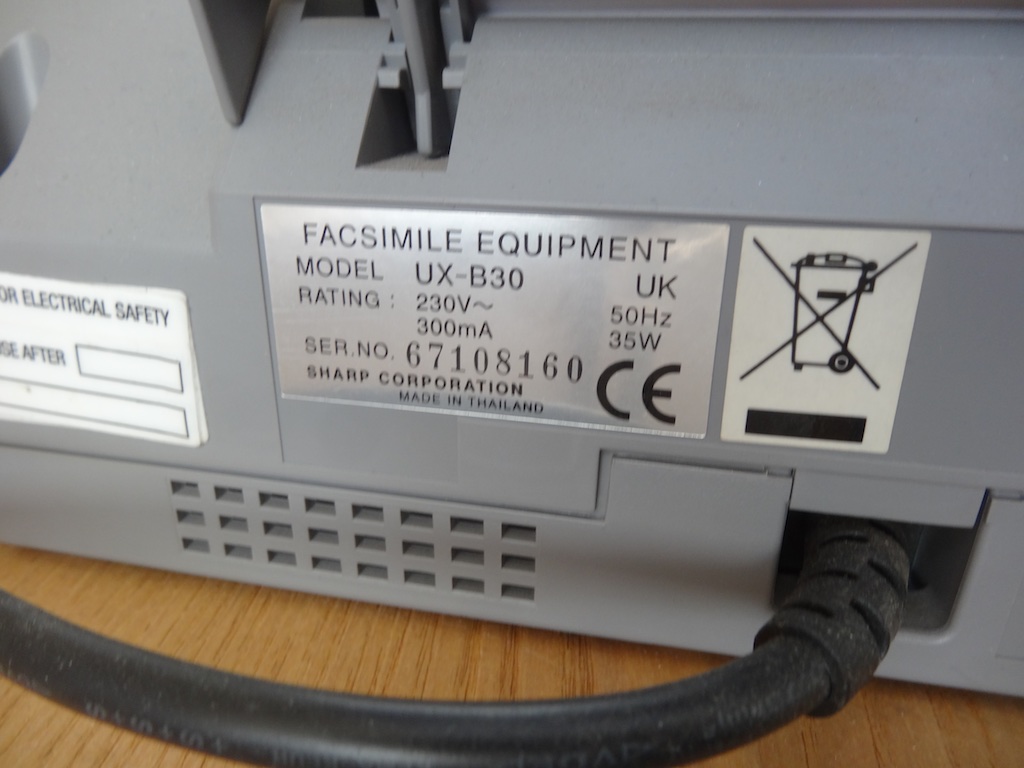 FACSIMILE EQUIPMENT
MODEL UX-B30 UK
RATING : 230V~ 50Hz
300mA 35W
SER.NO. 67108160
SHARP CORPORATION
MADE IN THAILAND
CE
OR ELECTRICAL SAFETY
AFTER